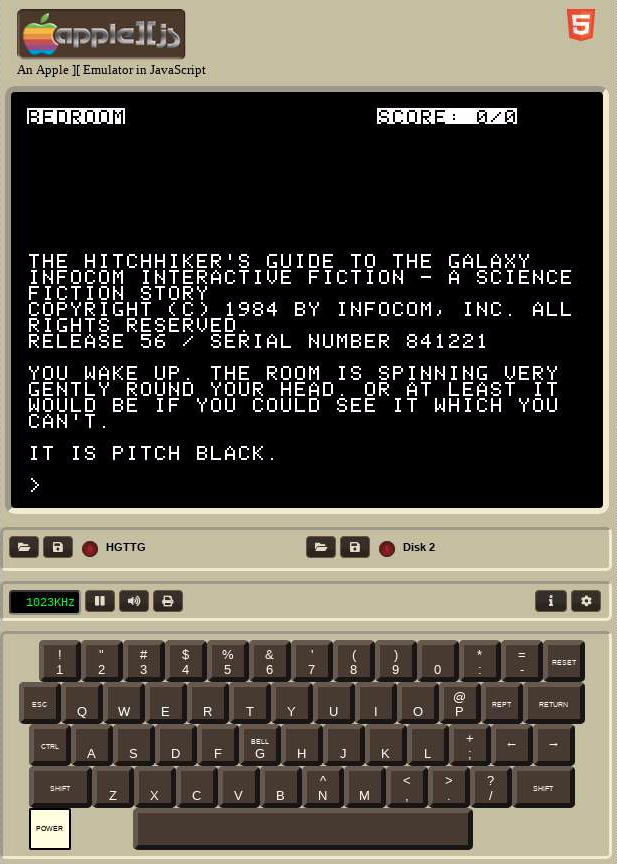 apple][js
5
An Apple ][ Emulator in JavaScript
BEDROOM SCORE: 0/0
THE HITCHHIKER'S GUIDE TO THE GALAXY
INFOCOM INTERACTIVE FICTION - A SCIENCE
FICTION STORY
COPYRIGHT (C) 1984 BY INFOCOM, INC. ALL
RIGHTS RESERVED.
RELEASE 56 / SERIAL NUMBER 841221
YOU WAKE UP. THE ROOM IS SPINNING VERY
GENTLY ROUND YOUR HEAD. OR AT LEAST IT
WOULD BE IF YOU COULD SEE IT WHICH YOU
CAN'T.
IT IS PITCH BLACK.
>
HGTTG Disk 2
1023KHz
! " # $ % & ' ( ) * =
1 2 3 4 5 6 7 8 9 0 : - RESET
@
ESC Q W E R T Y U I O P REPT RETURN
BELL +
CTRL A S D F G H J K L ; ← →
^ < > ?
SHIFT Z X C V B N M , . / SHIFT
POWER